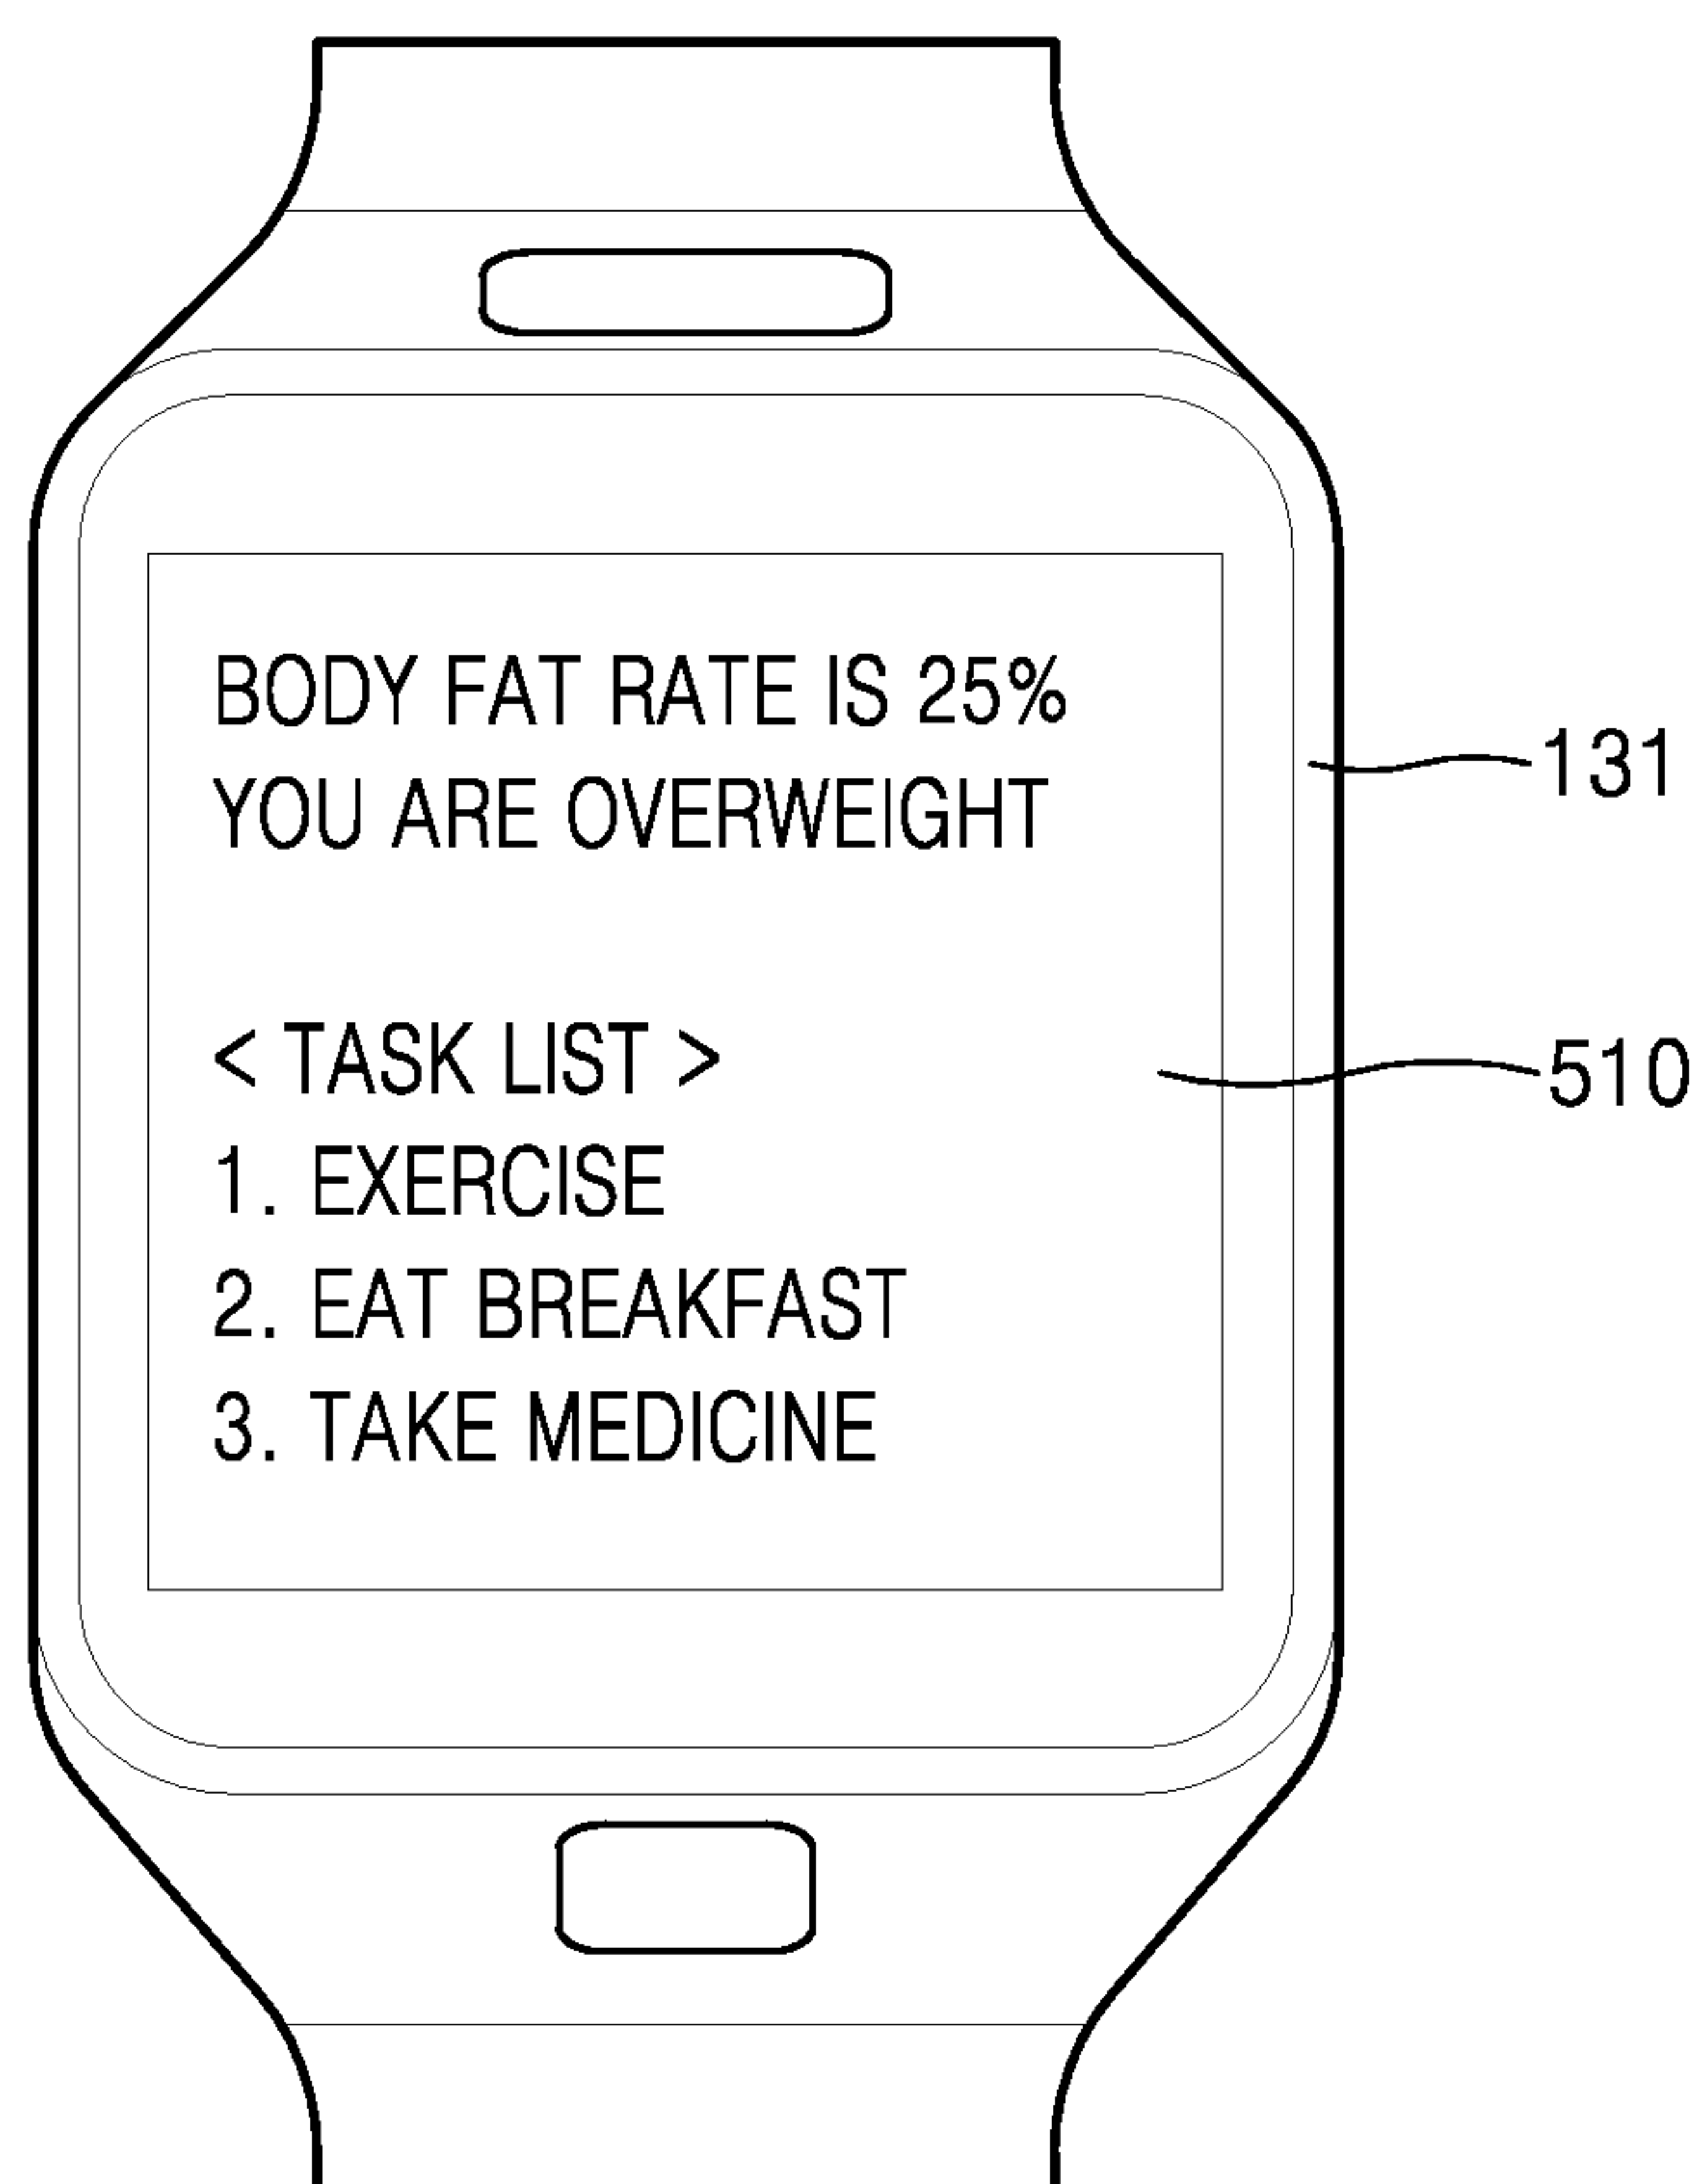 BODY FAT RATE IS 25%
YOU ARE OVERWEIGHT
131
< TASK LIST >
510
1. EXERCISE
2. EAT BREAKFAST
3. TAKE MEDICINE